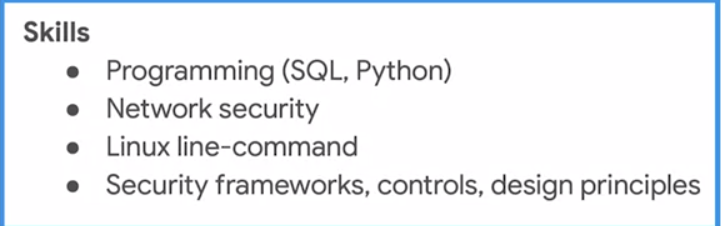 Skills
● Programming (SQL, Python)
● Network security
● Linux line-command
● Security frameworks, controls, design principles